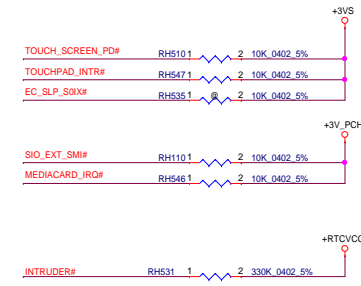 +3VS
TOUCH_SCREEN_PD# RH510 1 2 10K_0402_5%
TOUCHPAD_INTR# RH547 1 2 10K_0402_5%
EC_SLP_S0IX# RH535 1 @ 2 10K_0402_5%
+3V_PCH
SIO_EXT_SMI# RH110 1 2 10K_0402_5%
MEDIACARD_IRQ# RH546 1 2 10K_0402_5%
+RTCVCC
INTRUDER# RH531 1 2 330K_0402_5%